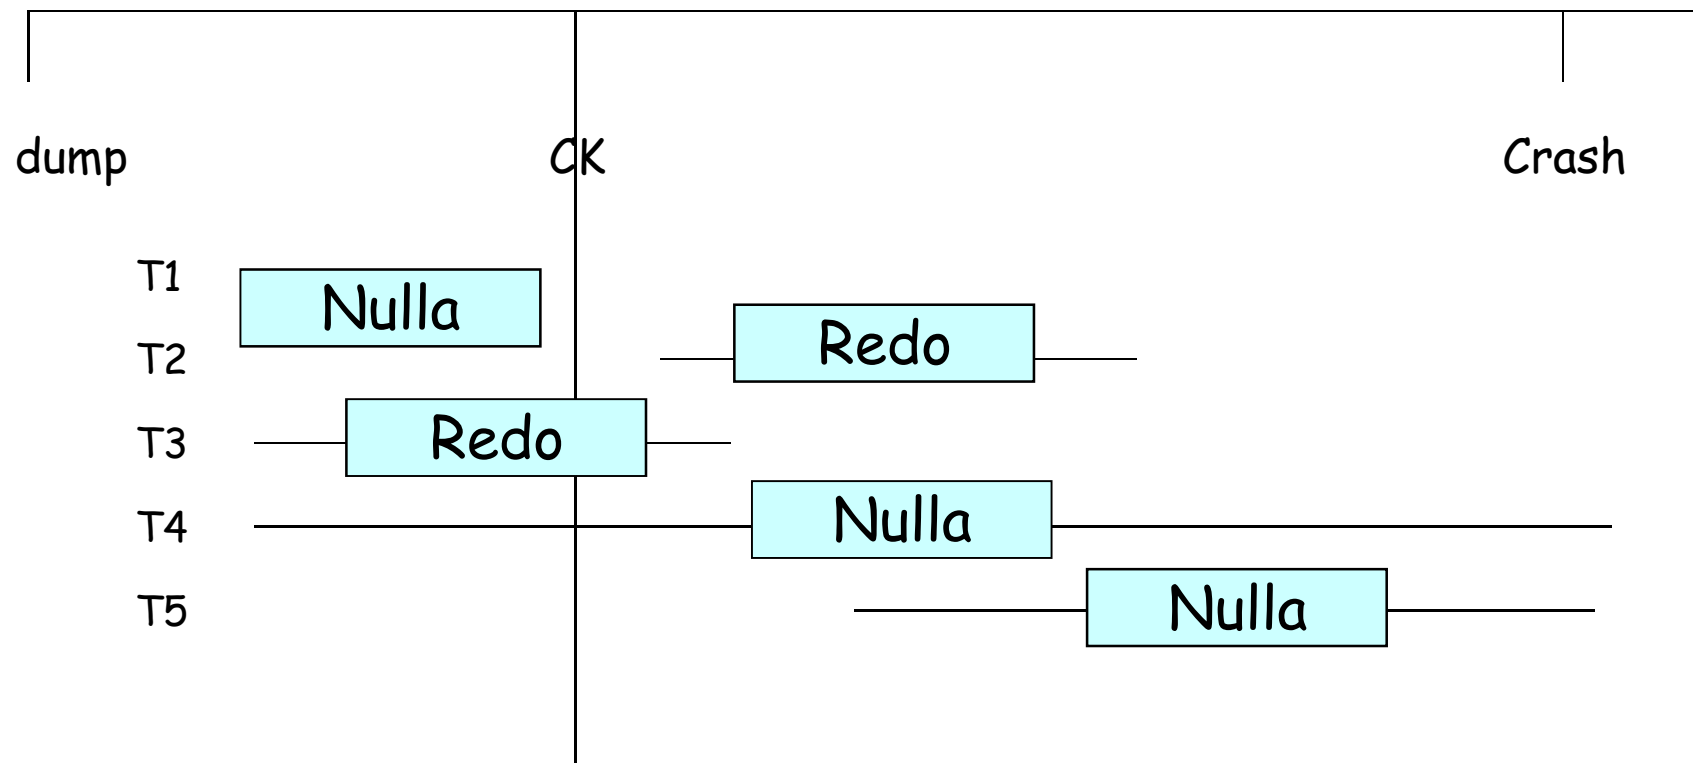 dump CK Crash
T1 Nulla
T2 Redo
T3 Redo
T4 Nulla
T5 Nulla